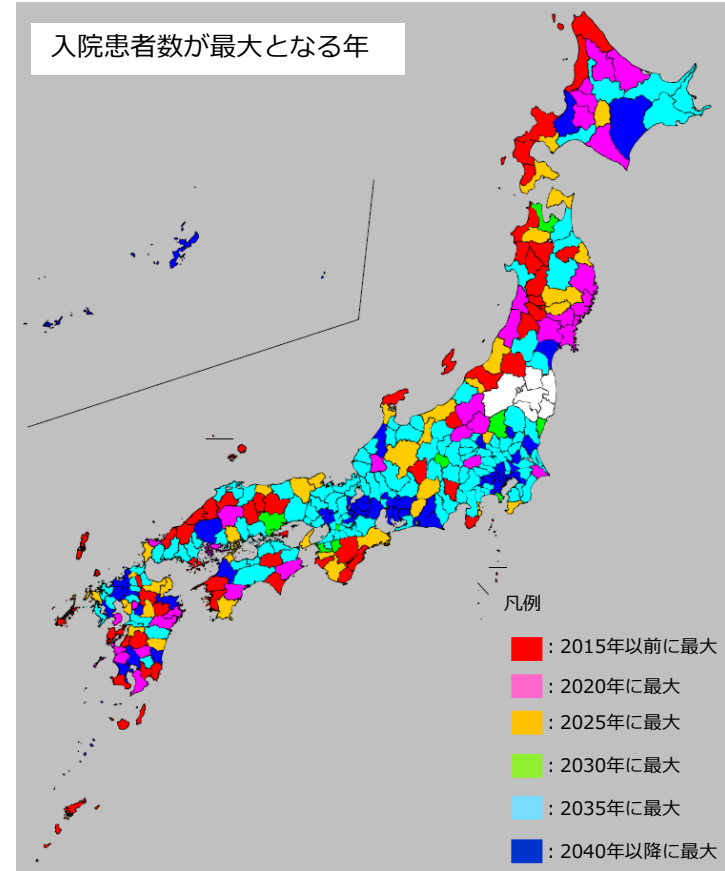 入院患者数が最大となる年
凡例
：2015年以前に最大
：2020年に最大
：2025年に最大
：2030年に最大
：2035年に最大
：2040年以降に最大